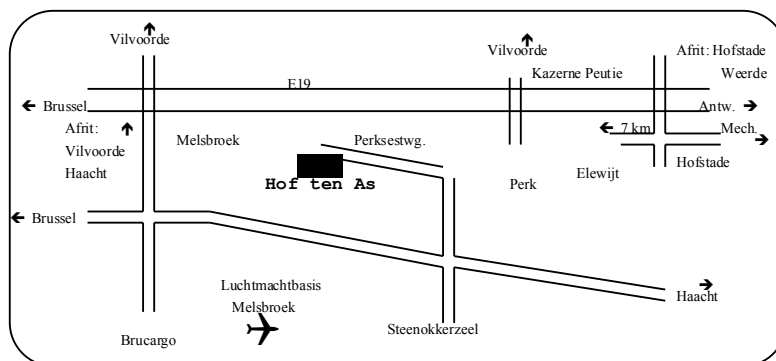 Vilvoorde
Vilvoorde
Afrit: Hofstade
Weerde
Kazerne Peutie
E19
Brussel
Antw.
Afrit:
Vilvoorde
Haacht
Melsbroek
Perksestwg.
7 km
Mech.
Hof ten As
Perk
Elewijt
Hofstade
Brussel
Luchtmachtbasis
Melsbroek
Haacht
Brucargo
Steenokkerzeel